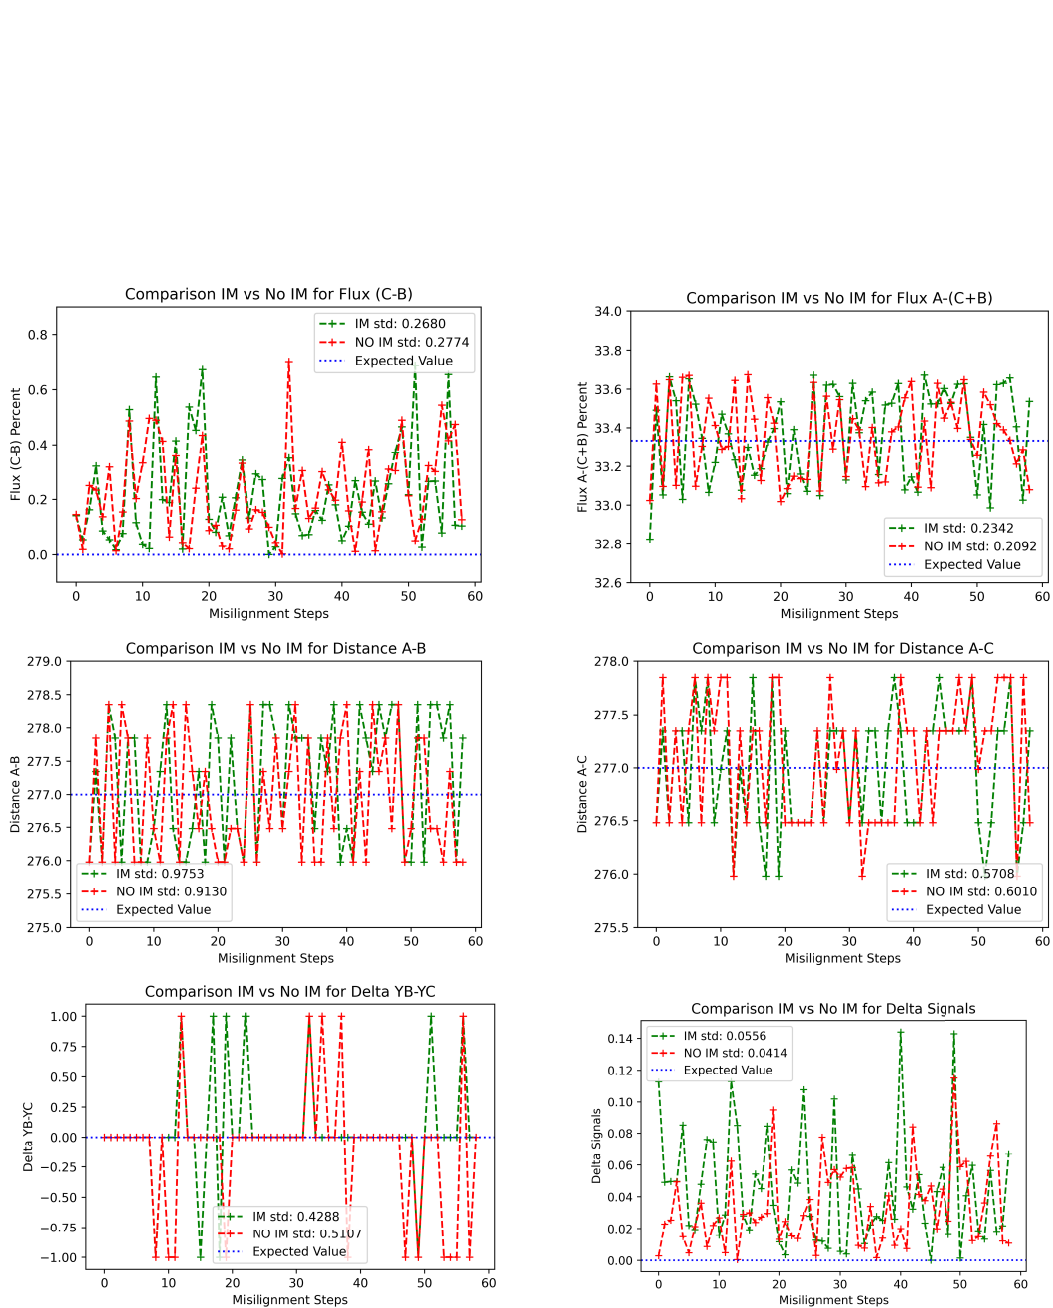 Comparison IM vs No IM for Flux (C-B)
Flux (C-B) Percent
0.8
0.6
0.4
0.2
0.0
IM std: 0.2680
NO IM std: 0.2774
Expected Value
0 10 20 30 40 50 60
Misilignment Steps
Comparison IM vs No IM for Flux A-(C+B)
Flux A-(C+B) Percent
34.0
33.8
33.6
33.4
33.2
33.0
32.8
32.6
IM std: 0.2342
NO IM std: 0.2092
Expected Value
0 10 20 30 40 50 60
Misilignment Steps
Comparison IM vs No IM for Distance A-B
Distance A-B
279.0
278.5
278.0
277.5
277.0
276.5
276.0
275.5
275.0
IM std: 0.9753
NO IM std: 0.9130
Expected Value
0 10 20 30 40 50 60
Misilignment Steps
Comparison IM vs No IM for Distance A-C
Distance A-C
278.0
277.5
277.0
276.5
276.0
275.5
IM std: 0.5708
NO IM std: 0.6010
Expected Value
0 10 20 30 40 50 60
Misilignment Steps
Comparison IM vs No IM for Delta YB-YC
Delta YB-YC
1.00
0.75
0.50
0.25
0.00
−0.25
−0.50
−0.75
−1.00
IM std: 0.4288
NO IM std: 0.5107
Expected Value
0 10 20 30 40 50 60
Misilignment Steps
Comparison IM vs No IM for Delta Signals
Delta Signals
0.14
0.12
0.10
0.08
0.06
0.04
0.02
0.00
IM std: 0.0556
NO IM std: 0.0414
Expected Value
0 10 20 30 40 50 60
Misilignment Steps